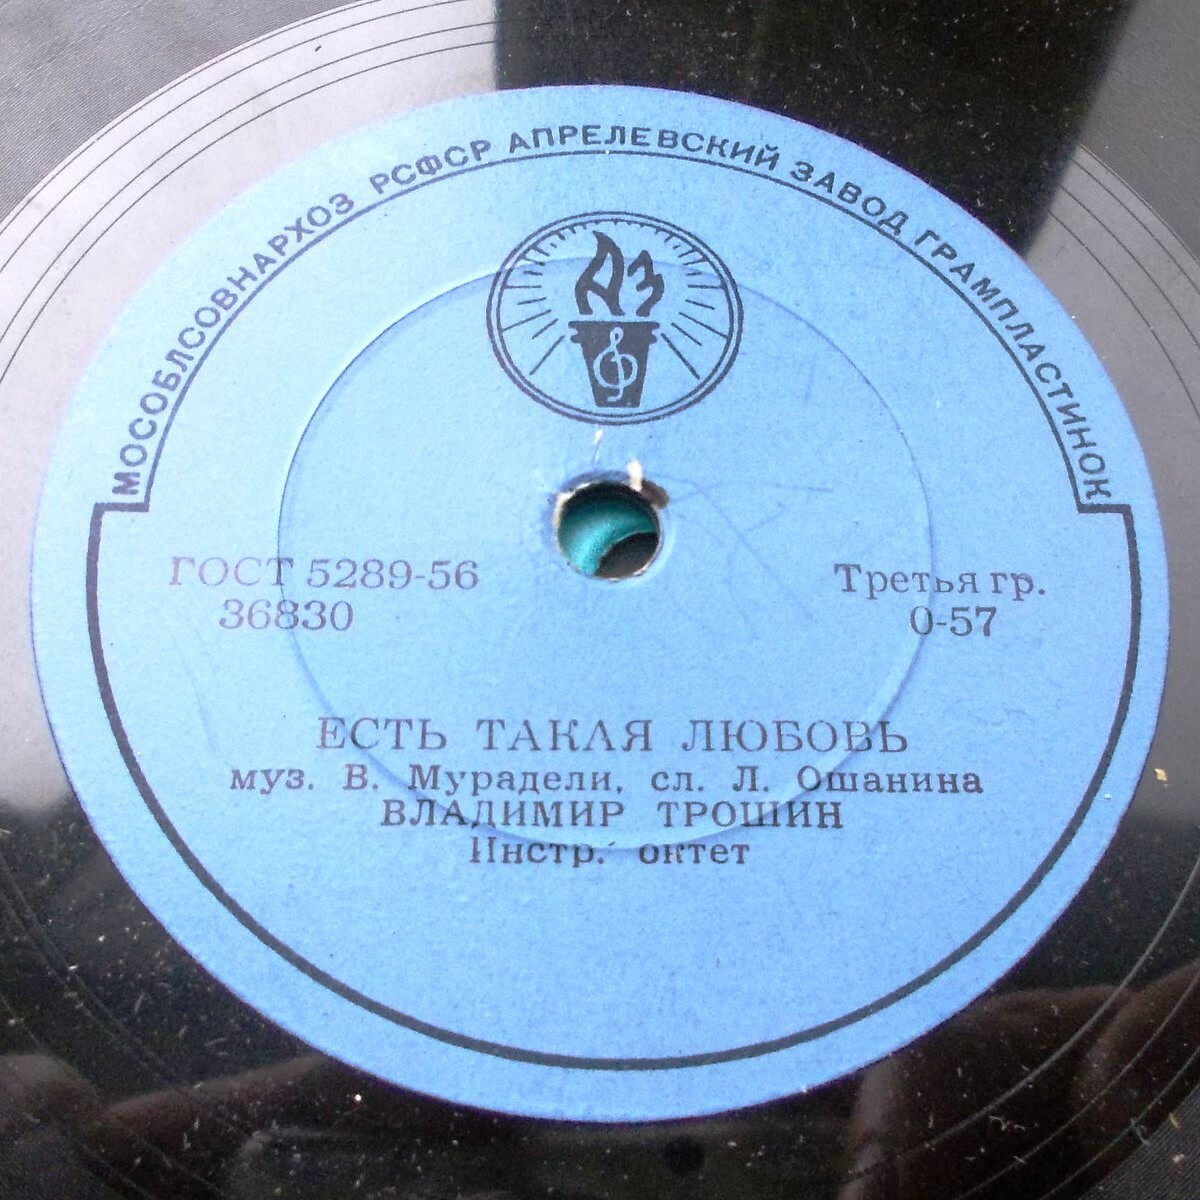 МОСОБЛСОВНАРХОЗ РСФСР АПРЕЛЕВСКИЙ ЗАВОД ГРАМПЛАСТИНОК
АЗ
ГОСТ 5289-56
36830
Третья гр.
0-57
ЕСТЬ ТАКАЯ ЛЮБОВЬ
муз. В. Мурадели, сл. Л. Ошанина
ВЛАДИМИР ТРОШИН
Инстр. октет